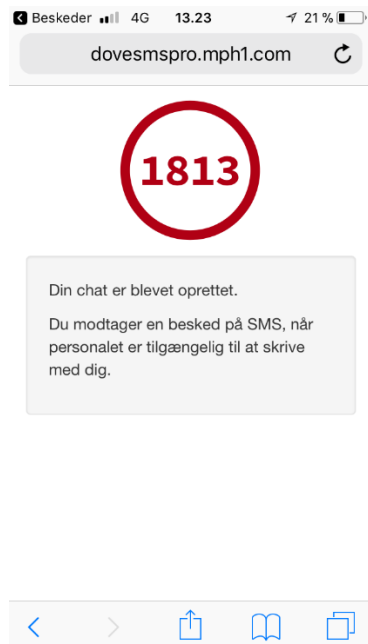 Beskeder 4G 13.23 21 %
dovesmspro.mph1.com
1813
Din chat er blevet oprettet.
Du modtager en besked på SMS, når
personalet er tilgængelig til at skrive
med dig.